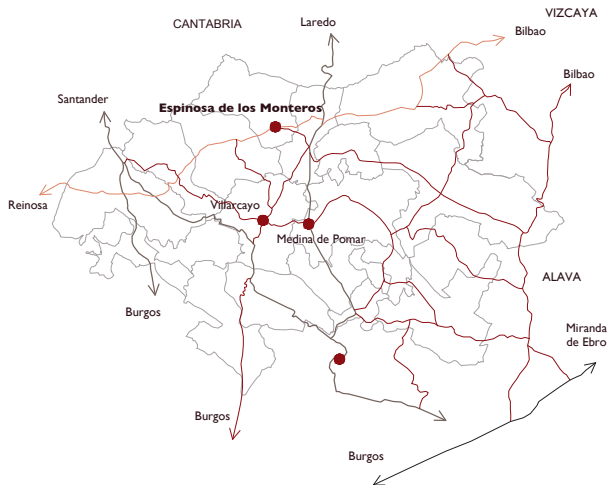 VIZCAYA
CANTABRIA
Laredo
Bilbao
Bilbao
Santander
Espinosa de los Monteros
Reinosa
Villarcayo
Medina de Pomar
ALAVA
Burgos
Miranda
de Ebro
Burgos
Burgos